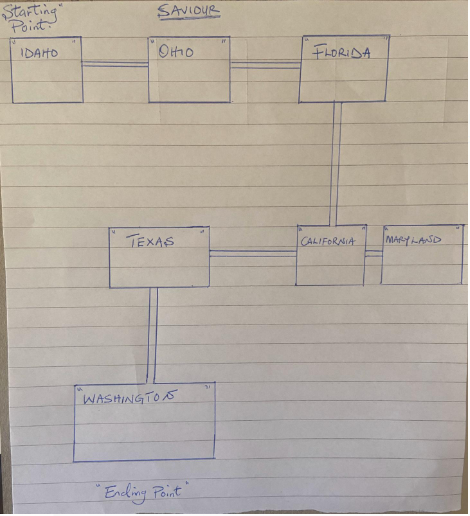 "Starting"
Point:
SAVIOUR
"IDAHO"
"OHIO"
"FLORIDA"
"TEXAS"
"CALIFORNIA"
"MARYLAND"
"WASHINGTON"
"Ending Point"